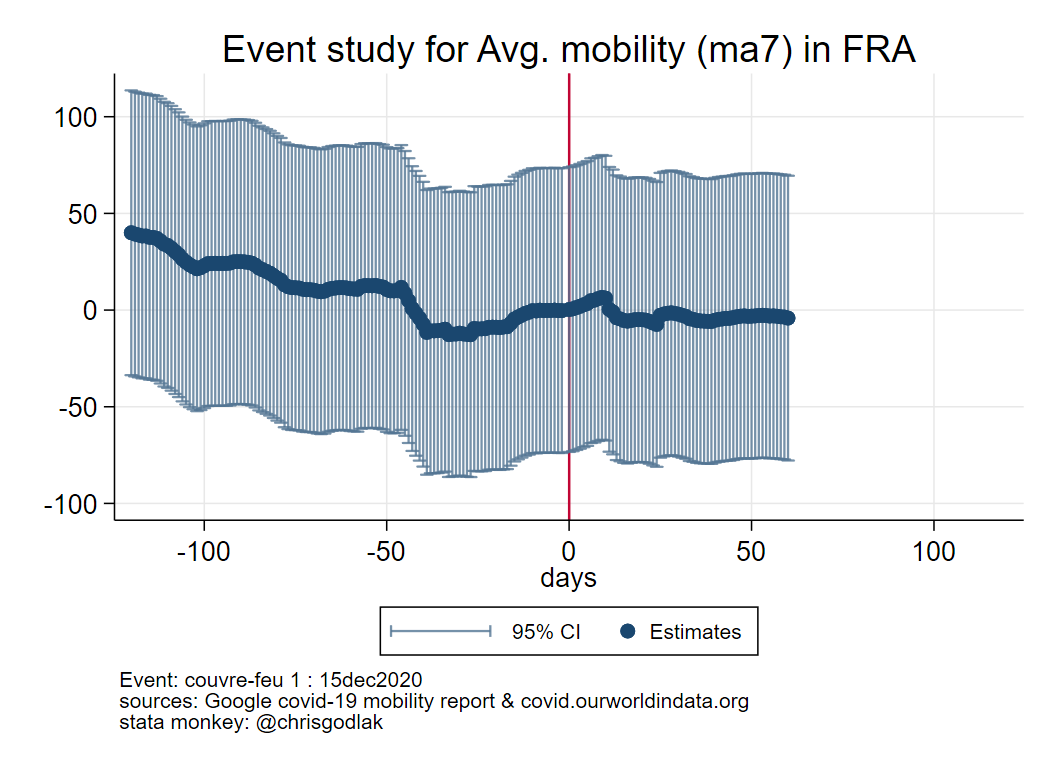 Event study for Avg. mobility (ma7) in FRA
100
50
0
-50
-100
-100
-50
0
50
100
days
95% CI
Estimates
Event: couvre-feu 1 : 15dec2020
sources: Google covid-19 mobility report & covid.ourworldindata.org
stata monkey: @chrisgodlak